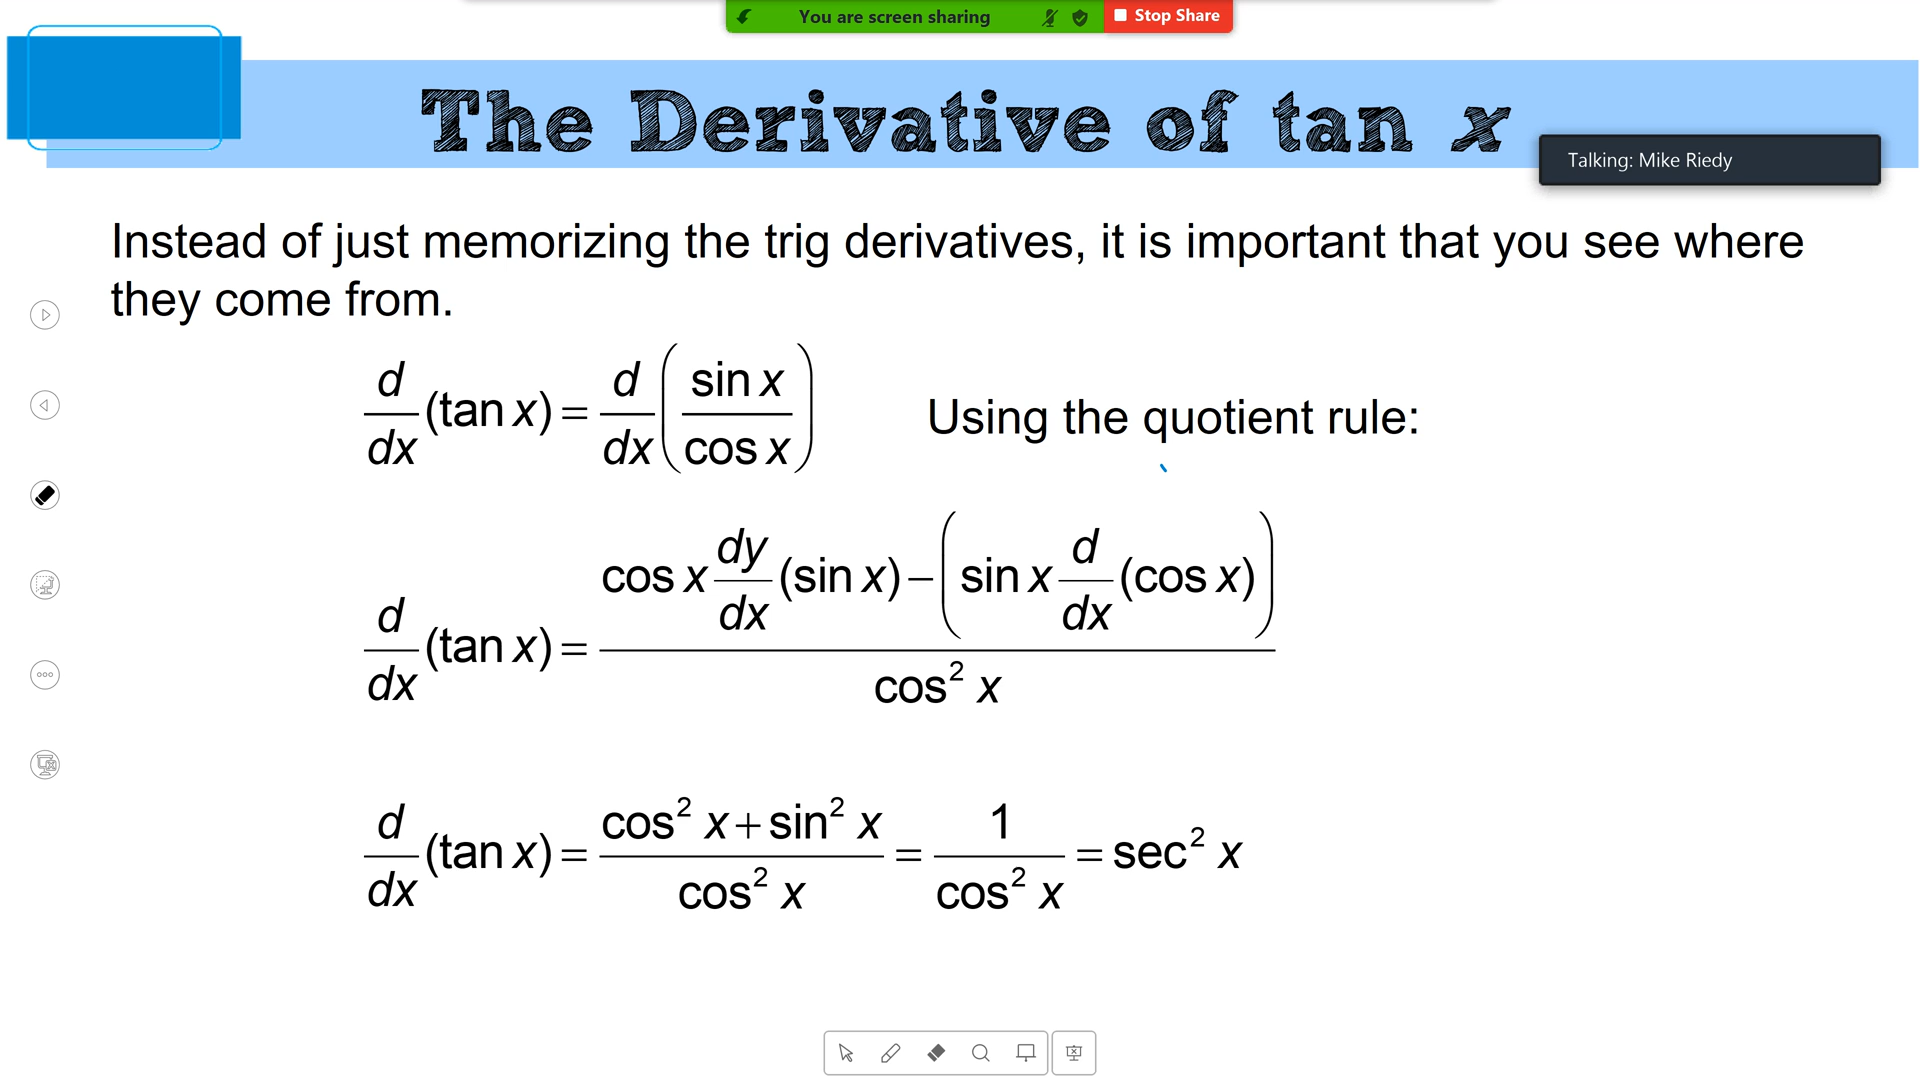 You are screen sharing
Stop Share
The Derivative of tan x
Talking: Mike Riedy
Instead of just memorizing the trig derivatives, it is important that you see where
they come from.
d/dx (tan x) = d/dx (sin x / cos x)
Using the quotient rule:
d/dx (tan x) = (cos x dy/dx (sin x) − (sin x d/dx (cos x))) / cos² x
d/dx (tan x) = (cos² x + sin² x) / cos² x = 1 / cos² x = sec² x